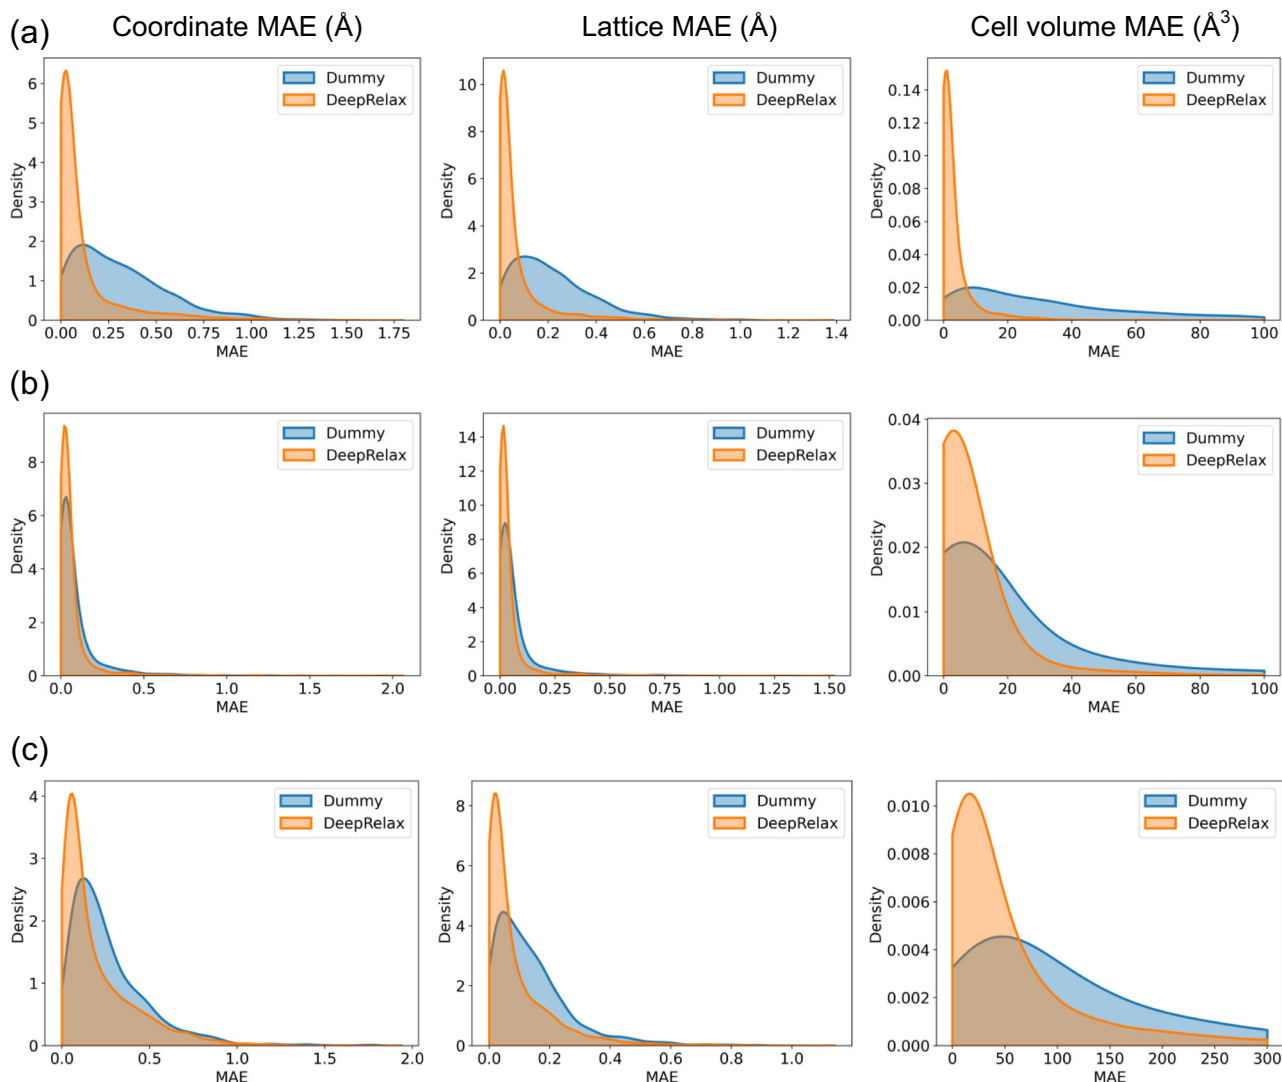 (a)
Coordinate MAE (Å)
Lattice MAE (Å)
Cell volume MAE (Å³)
Density
6
5
4
3
2
1
0
Dummy
DeepRelax
0.00 0.25 0.50 0.75 1.00 1.25 1.50 1.75
MAE
Density
10
8
6
4
2
0
Dummy
DeepRelax
0.0 0.2 0.4 0.6 0.8 1.0 1.2 1.4
MAE
Density
0.14
0.12
0.10
0.08
0.06
0.04
0.02
0.00
Dummy
DeepRelax
0 20 40 60 80 100
MAE
(b)
Density
8
6
4
2
0
Dummy
DeepRelax
0.0 0.5 1.0 1.5 2.0
MAE
Density
14
12
10
8
6
4
2
0
Dummy
DeepRelax
0.00 0.25 0.50 0.75 1.00 1.25 1.50
MAE
Density
0.04
0.03
0.02
0.01
0.00
Dummy
DeepRelax
0 20 40 60 80 100
MAE
(c)
Density
4
3
2
1
0
Dummy
DeepRelax
0.0 0.5 1.0 1.5 2.0
MAE
Density
8
6
4
2
0
Dummy
DeepRelax
0.0 0.2 0.4 0.6 0.8 1.0
MAE
Density
0.010
0.008
0.006
0.004
0.002
0.000
Dummy
DeepRelax
0 50 100 150 200 250 300
MAE